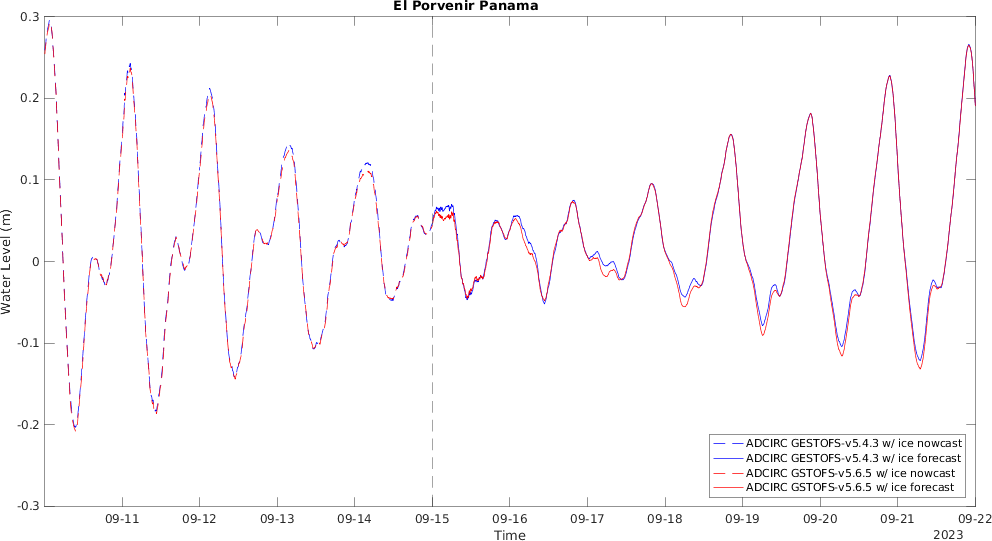 El Porvenir Panama
0.3
0.2
0.1
0
-0.1
-0.2
-0.3
Water Level (m)
09-11
09-12
09-13
09-14
09-15
09-16
09-17
09-18
09-19
09-20
09-21
09-22
2023
Time
ADCIRC GESTOFS-v5.4.3 w/ ice nowcast
ADCIRC GESTOFS-v5.4.3 w/ ice forecast
ADCIRC GSTOFS-v5.6.5 w/ ice nowcast
ADCIRC GSTOFS-v5.6.5 w/ ice forecast